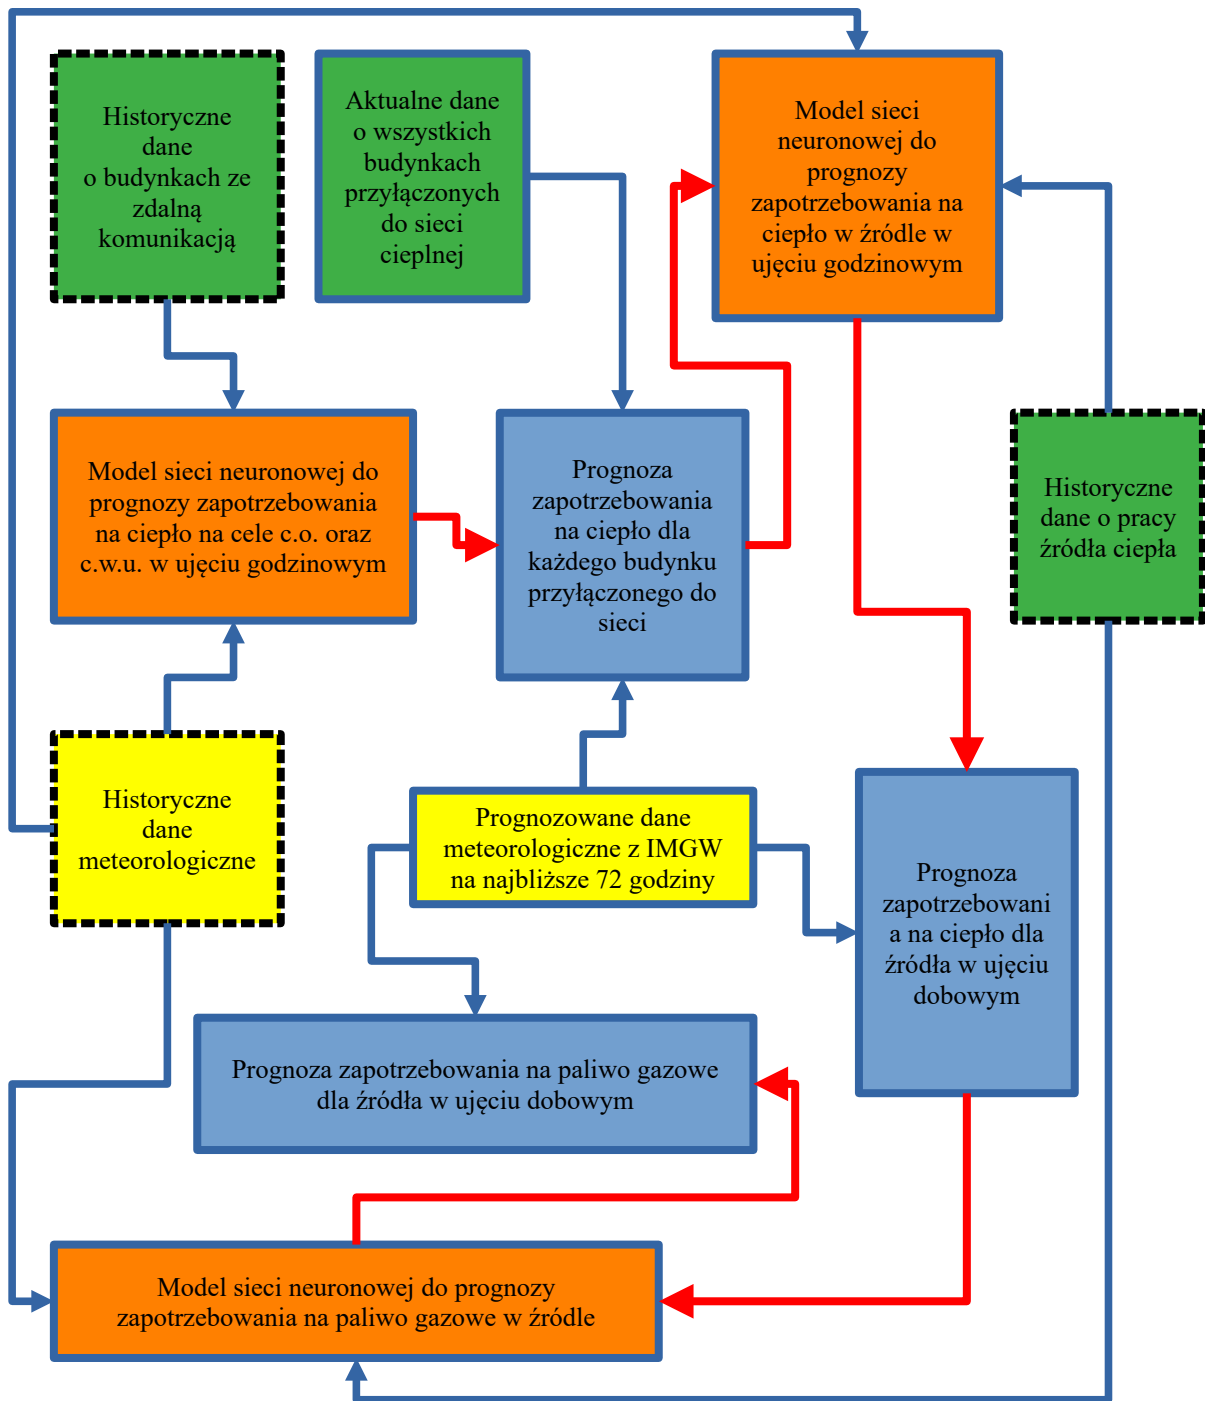 Historyczne
dane
o budynkach ze
zdalną
komunikacją
Aktualne dane
o wszystkich
budynkach
przyłączonych
do sieci
cieplnej
Model sieci
neuronowej do
prognozy
zapotrzebowania na
ciepło w źródle w
ujęciu godzinowym
Model sieci neuronowej do
prognozy zapotrzebowania
na ciepło na cele c.o. oraz
c.w.u. w ujęciu godzinowym
Prognoza
zapotrzebowania
na ciepło dla
każdego budynku
przyłączonego do
sieci
Historyczne
dane o pracy
źródła ciepła
Historyczne
dane
meteorologiczne
Prognozowane dane
meteorologiczne z IMGW
na najbliższe 72 godziny
Prognoza
zapotrzebowani
a na ciepło dla
źródła w ujęciu
dobowym
Prognoza zapotrzebowania na paliwo gazowe
dla źródła w ujęciu dobowym
Model sieci neuronowej do prognozy
zapotrzebowania na paliwo gazowe w źródle